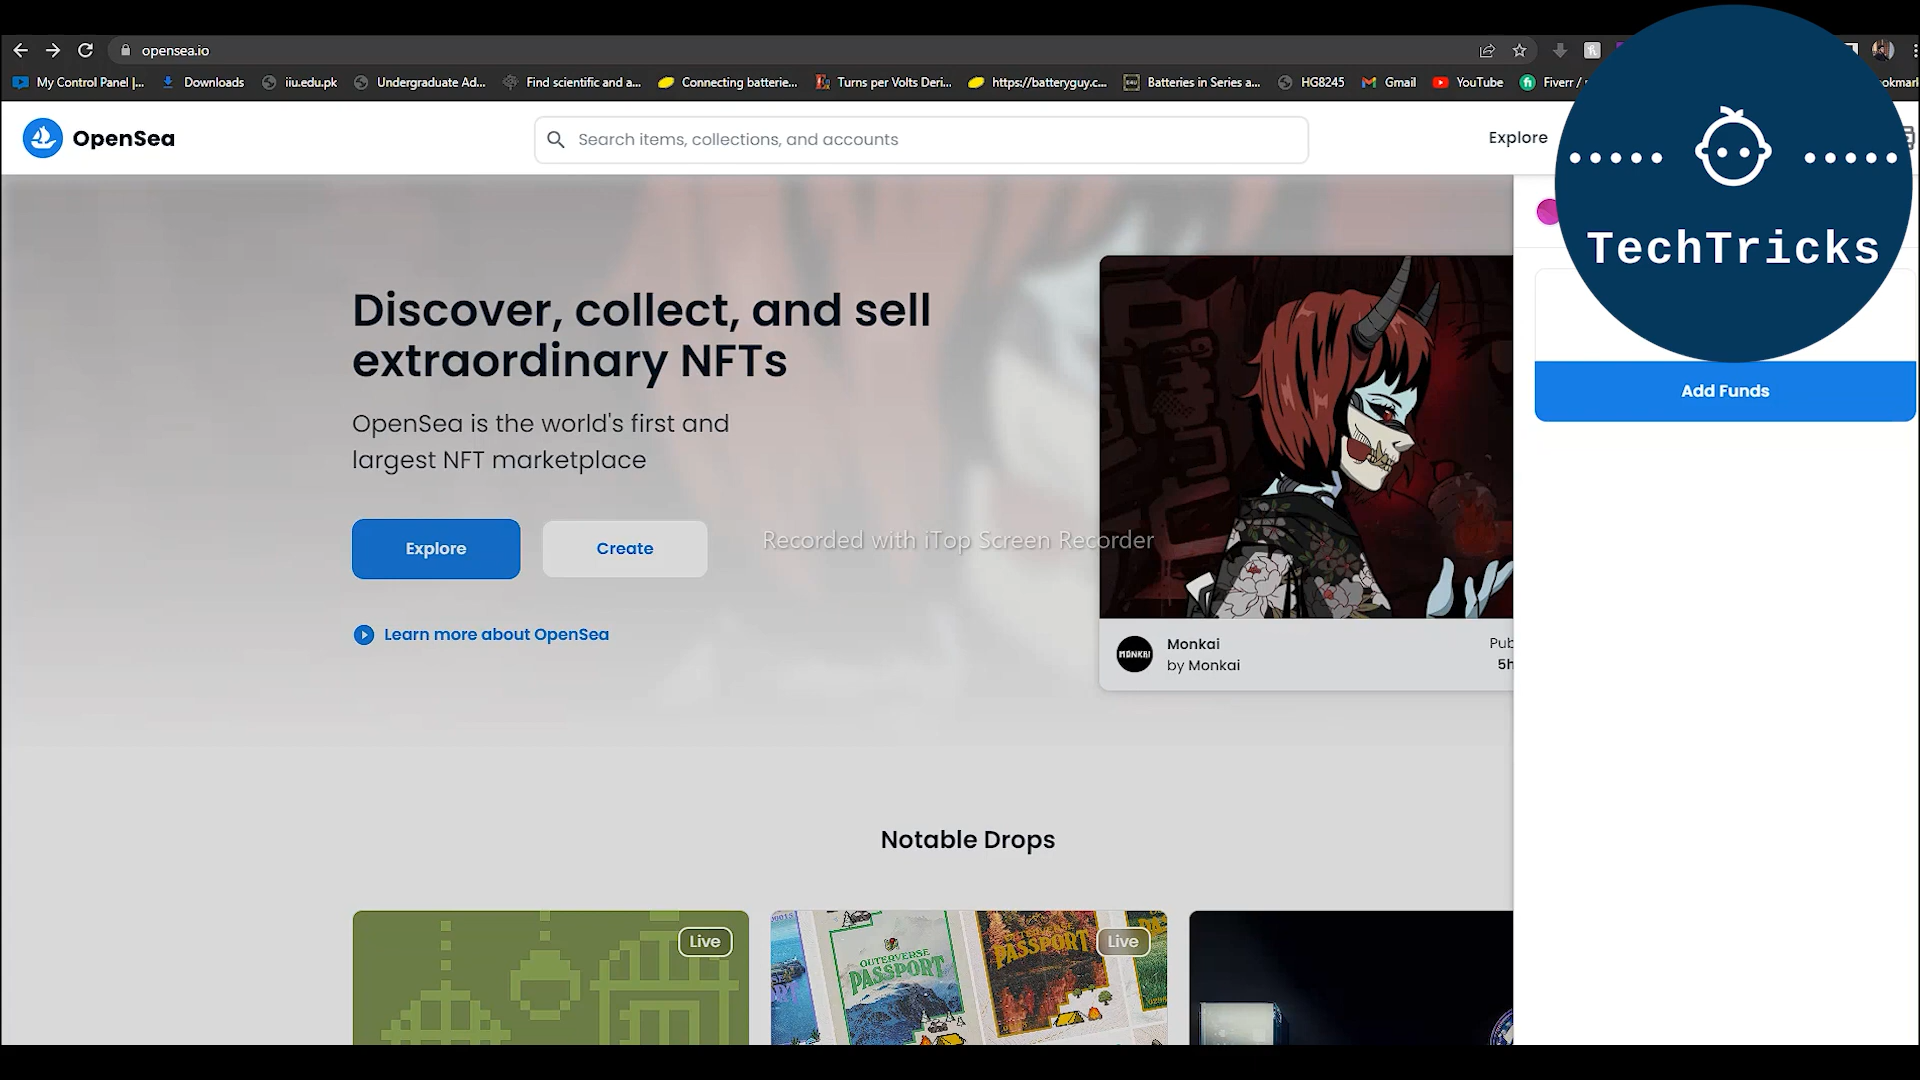 opensea.io
My Control Panel |...
Downloads
iiu.edu.pk
Undergraduate Ad...
Find scientific and a...
Connecting batterie...
Turns per Volts Deri...
https://batteryguy.c...
Batteries in Series a...
HG8245
Gmail
YouTube
Fiverr /
OpenSea
Search items, collections, and accounts
Explore
TechTricks
Add Funds
Discover, collect, and sell
extraordinary NFTs
OpenSea is the world's first and
largest NFT marketplace
Explore
Create
Recorded with iTop Screen Recorder
Learn more about OpenSea
MONKAI
Monkai
by Monkai
Pub
5h
Notable Drops
Live
OUTERVERSE
PASSPORT
PASSPORT
Live